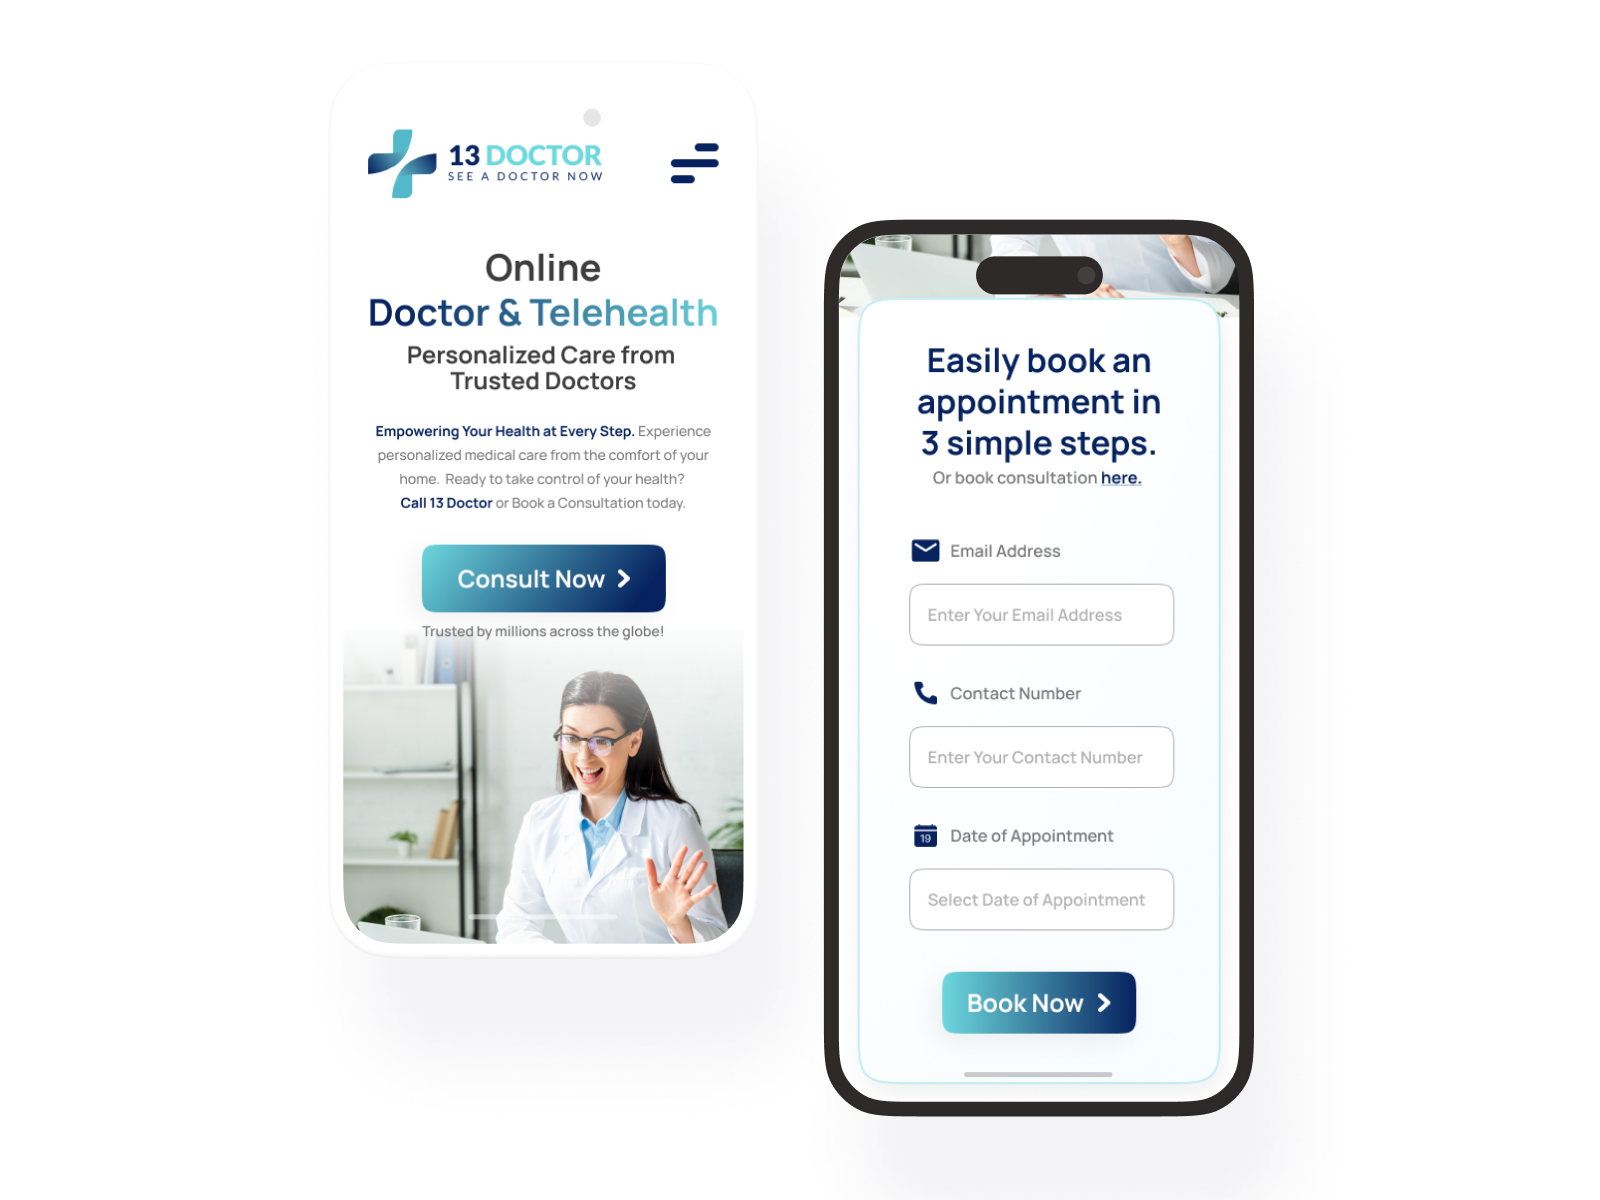 13 DOCTOR
SEE A DOCTOR NOW
Online
Doctor & Telehealth
Personalized Care from
Trusted Doctors
Empowering Your Health at Every Step. Experience
personalized medical care from the comfort of your
home. Ready to take control of your health?
Call 13 Doctor or Book a Consultation today.
Consult Now
Trusted by millions across the globe!
Easily book an
appointment in
3 simple steps.
Or book consultation here.
Email Address
Enter Your Email Address
Contact Number
Enter Your Contact Number
19
Date of Appointment
Select Date of Appointment
Book Now